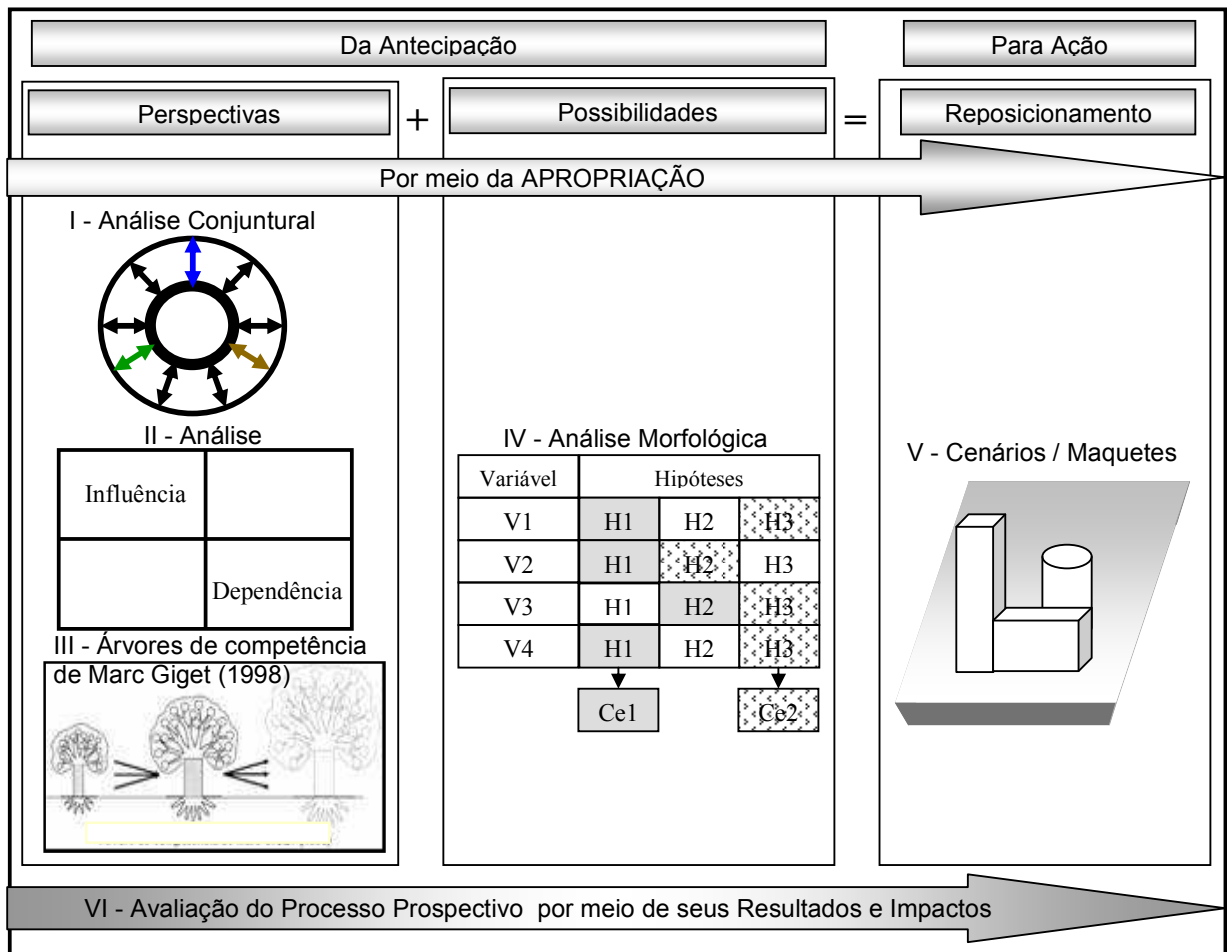 Da Antecipação
Para Ação
Perspectivas
+
Possibilidades
=
Reposicionamento
Por meio da APROPRIAÇÃO
I - Análise Conjuntural
II - Análise
Influência
Dependência
III - Árvores de competência
de Marc Giget (1998)
IV - Análise Morfológica
Variável Hipóteses
V1 H1 H2 H3
V2 H1 H2 H3
V3 H1 H2 H3
V4 H1 H2 H3
Ce1 Ce2
V - Cenários / Maquetes
VI - Avaliação do Processo Prospectivo por meio de seus Resultados e Impactos